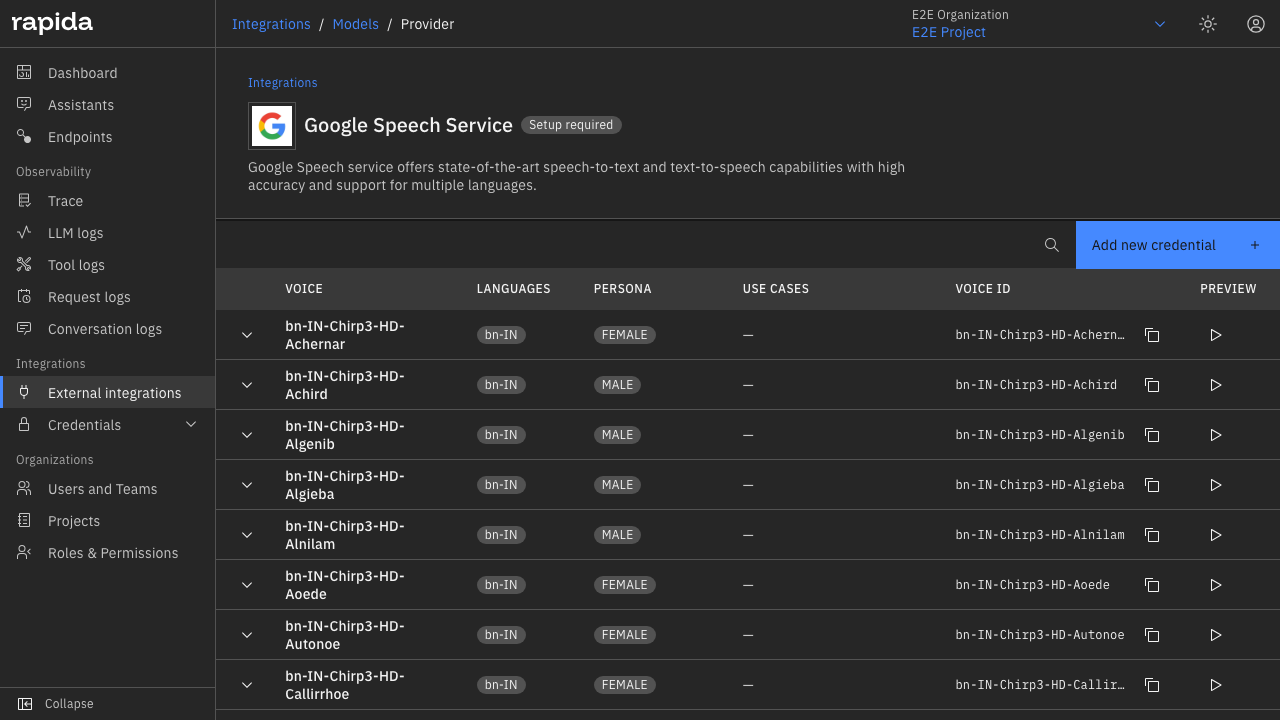 rapida
Integrations / Models / Provider
E2E Organization
E2E Project
Dashboard
Assistants
Endpoints
Observability
Trace
LLM logs
Tool logs
Request logs
Conversation logs
Integrations
External integrations
Credentials
Organizations
Users and Teams
Projects
Roles & Permissions
Collapse
Integrations
Google Speech Service Setup required
Google Speech service offers state-of-the-art speech-to-text and text-to-speech capabilities with high
accuracy and support for multiple languages.
Add new credential +
VOICE LANGUAGES PERSONA USE CASES VOICE ID PREVIEW
bn-IN-Chirp3-HD-
Achernar bn-IN FEMALE — bn-IN-Chirp3-HD-Achern…
bn-IN-Chirp3-HD-
Achird bn-IN MALE — bn-IN-Chirp3-HD-Achird
bn-IN-Chirp3-HD-
Algenib bn-IN MALE — bn-IN-Chirp3-HD-Algenib
bn-IN-Chirp3-HD-
Algieba bn-IN MALE — bn-IN-Chirp3-HD-Algieba
bn-IN-Chirp3-HD-
Alnilam bn-IN MALE — bn-IN-Chirp3-HD-Alnilam
bn-IN-Chirp3-HD-
Aoede bn-IN FEMALE — bn-IN-Chirp3-HD-Aoede
bn-IN-Chirp3-HD-
Autonoe bn-IN FEMALE — bn-IN-Chirp3-HD-Autonoe
bn-IN-Chirp3-HD-
Callirrhoe bn-IN FEMALE — bn-IN-Chirp3-HD-Callir…